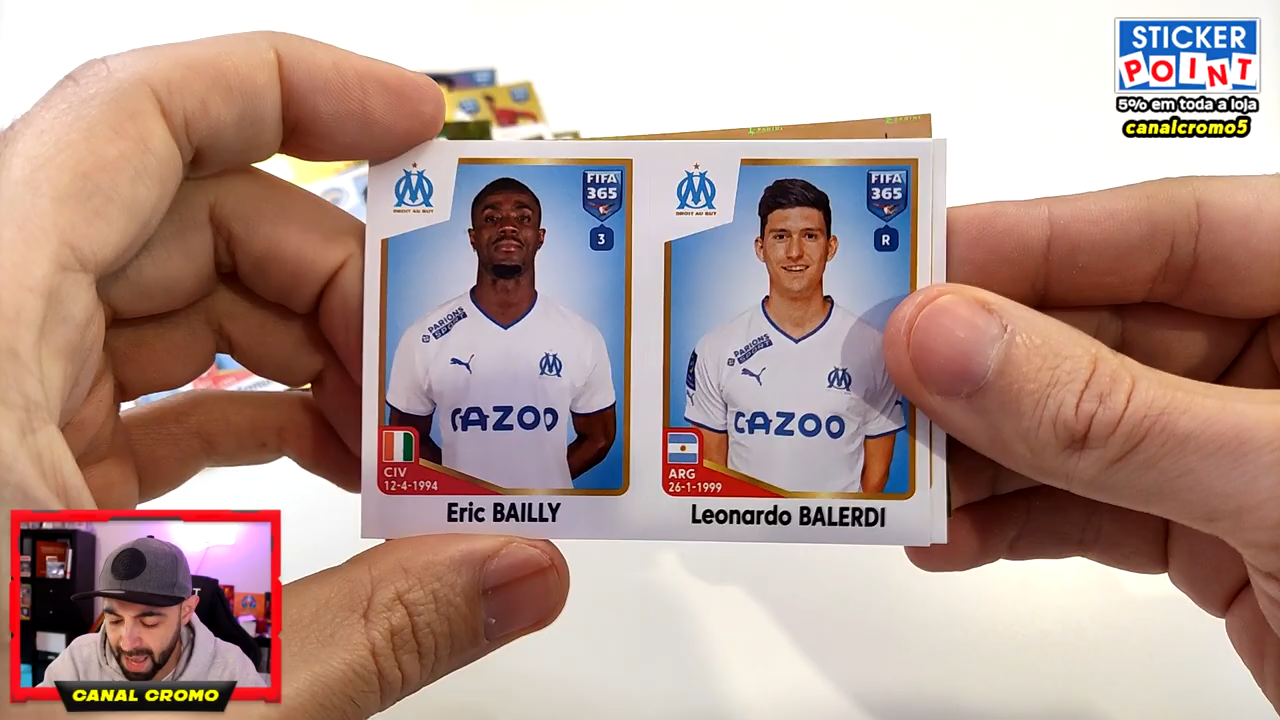 STICKER
POINT
5% em toda a loja
canalcromo5
PANINI
PANINI
DROIT AU BUT
FIFA
365
3
PARIONS
SPORT
CAZOO
CIV
12-4-1994
Eric BAILLY
DROIT AU BUT
FIFA
365
R
PARIONS
SPORT
CAZOO
ARG
26-1-1999
Leonardo BALERDI
CANAL CROMO